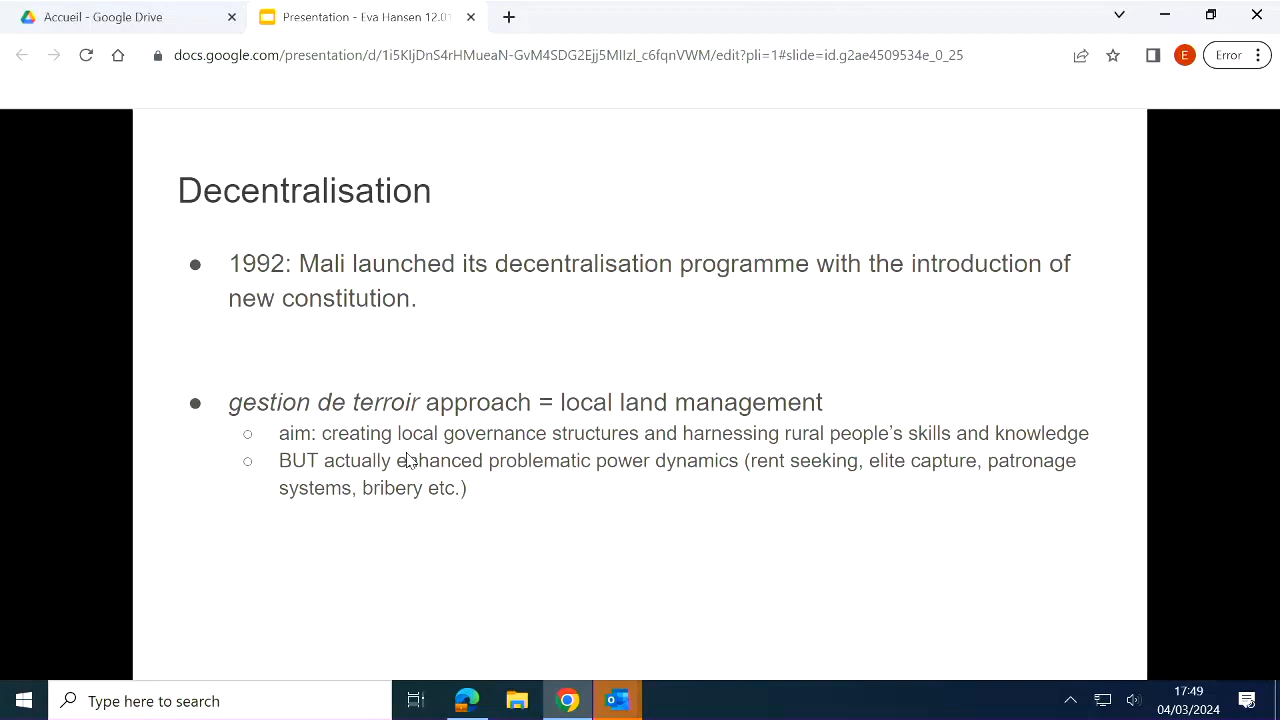 Accueil - Google Drive
Presentation - Eva Hansen 12.01
docs.google.com/presentation/d/1i5KIjDnS4rHMueaN-GvM4SDG2Ejj5MIIzl_c6fqnVWM/edit?pli=1#slide=id.g2ae4509534e_0_25
E
Error
Decentralisation
● 1992: Mali launched its decentralisation programme with the introduction of
new constitution.
● gestion de terroir approach = local land management
○ aim: creating local governance structures and harnessing rural people’s skills and knowledge
○ BUT actually enhanced problematic power dynamics (rent seeking, elite capture, patronage
systems, bribery etc.)
Type here to search
17:49
04/03/2024